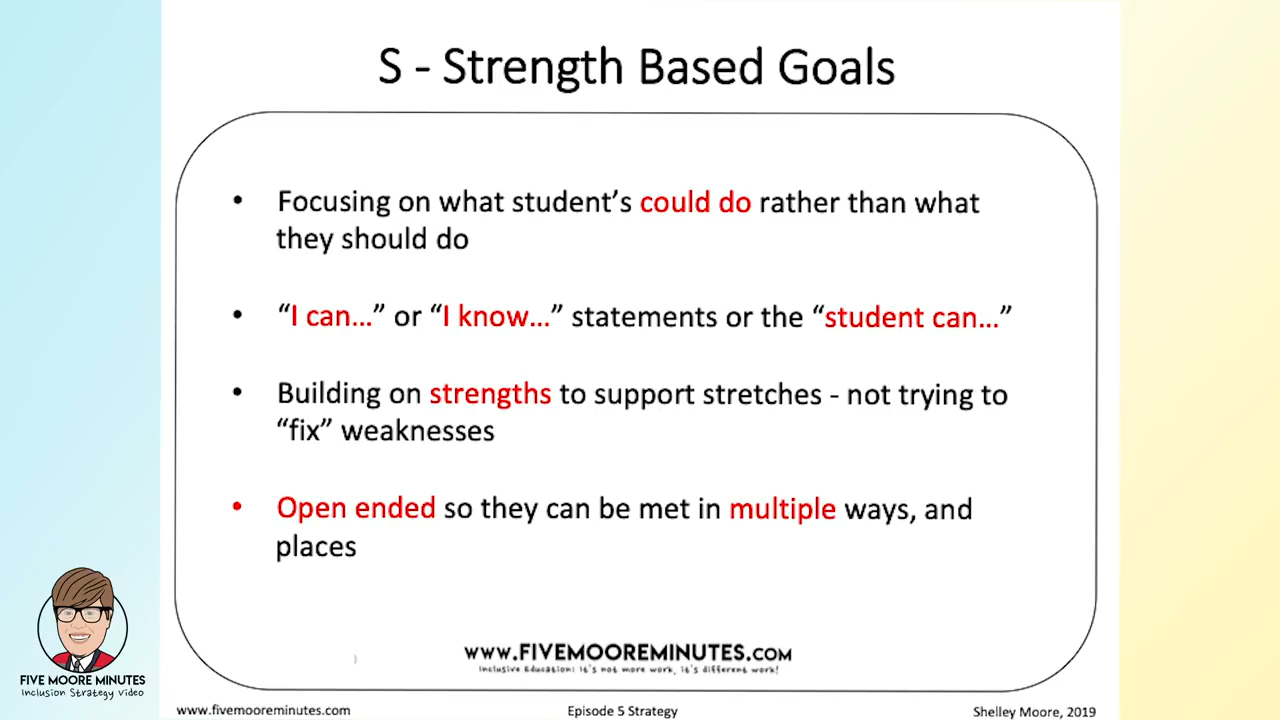 S - Strength Based Goals
• Focusing on what student’s could do rather than what
they should do
• “I can…” or “I know…” statements or the “student can…”
• Building on strengths to support stretches - not trying to
“fix” weaknesses
• Open ended so they can be met in multiple ways, and
places
www.FIVEMOOREMINUTES.com
Inclusive Education: It's not more work, it's different work!
FIVE MOORE MINUTES
Inclusion Strategy Video
www.fivemooreminutes.com
Episode 5 Strategy
Shelley Moore, 2019